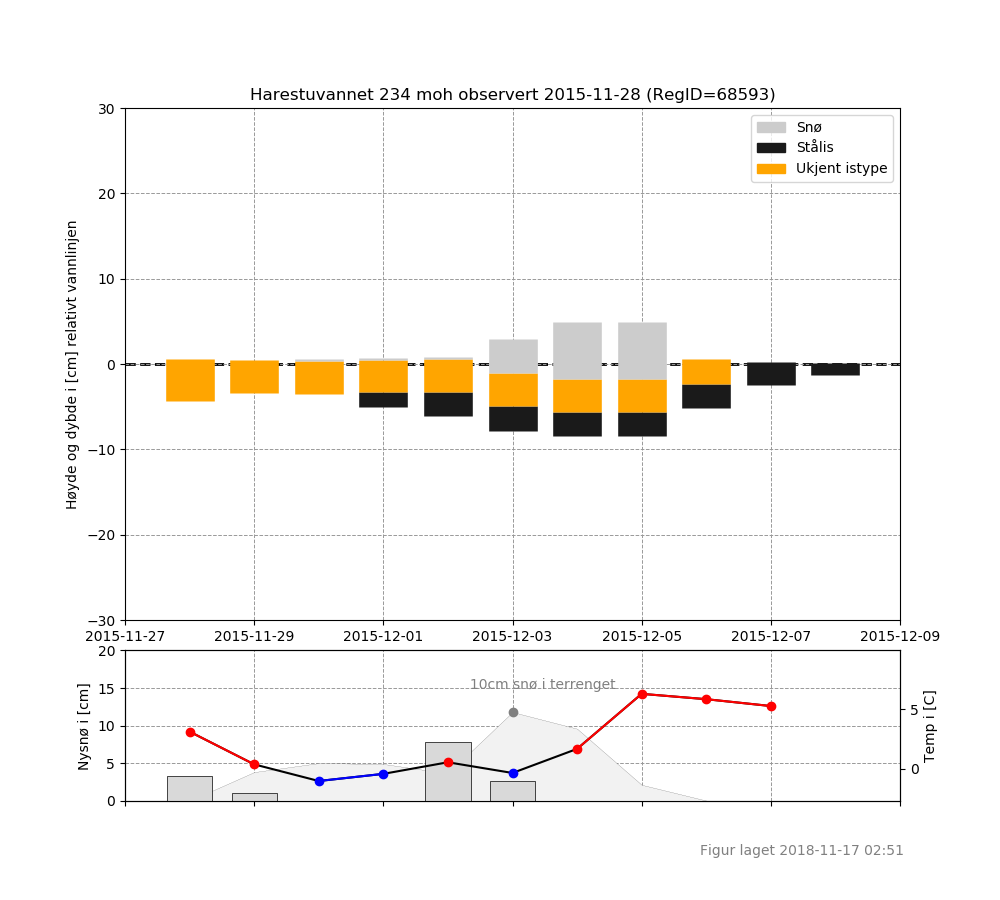 Harestuvannet 234 moh observert 2015-11-28 (RegID=68593)
Høyde og dybde i [cm] relativt vannlinjen
30
20
10
0
−10
−20
−30
Snø
Stålis
Ukjent istype
2015-11-27 2015-11-29 2015-12-01 2015-12-03 2015-12-05 2015-12-07 2015-12-09
Nysnø i [cm]
20
15
10
5
0
10cm snø i terrenget
5
0
Temp i [C]
Figur laget 2018-11-17 02:51